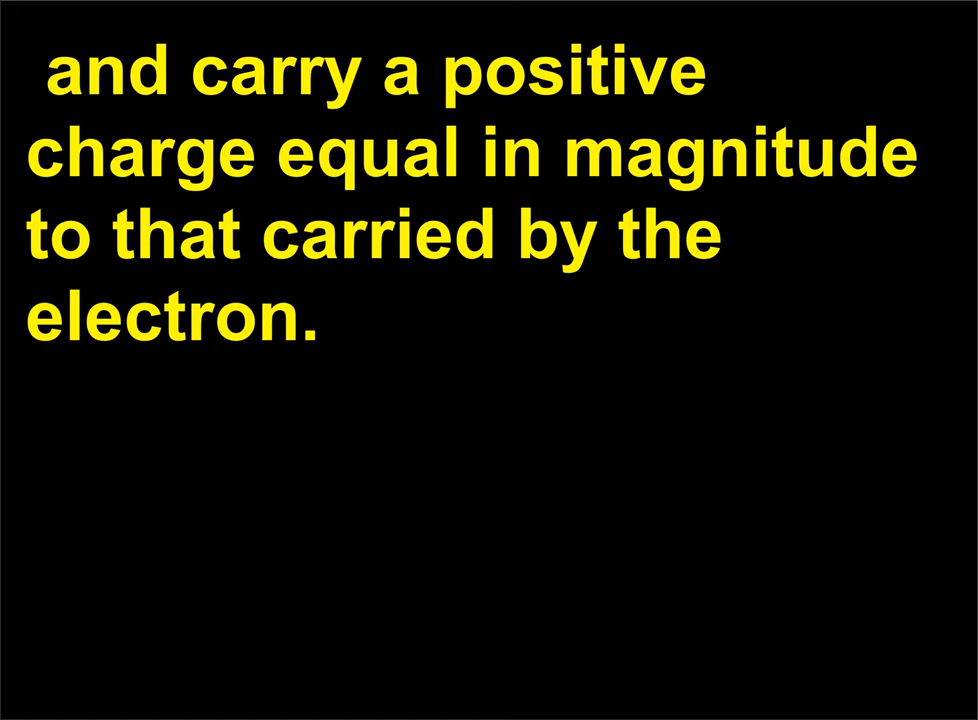 and carry a positive
charge equal in magnitude
to that carried by the
electron.